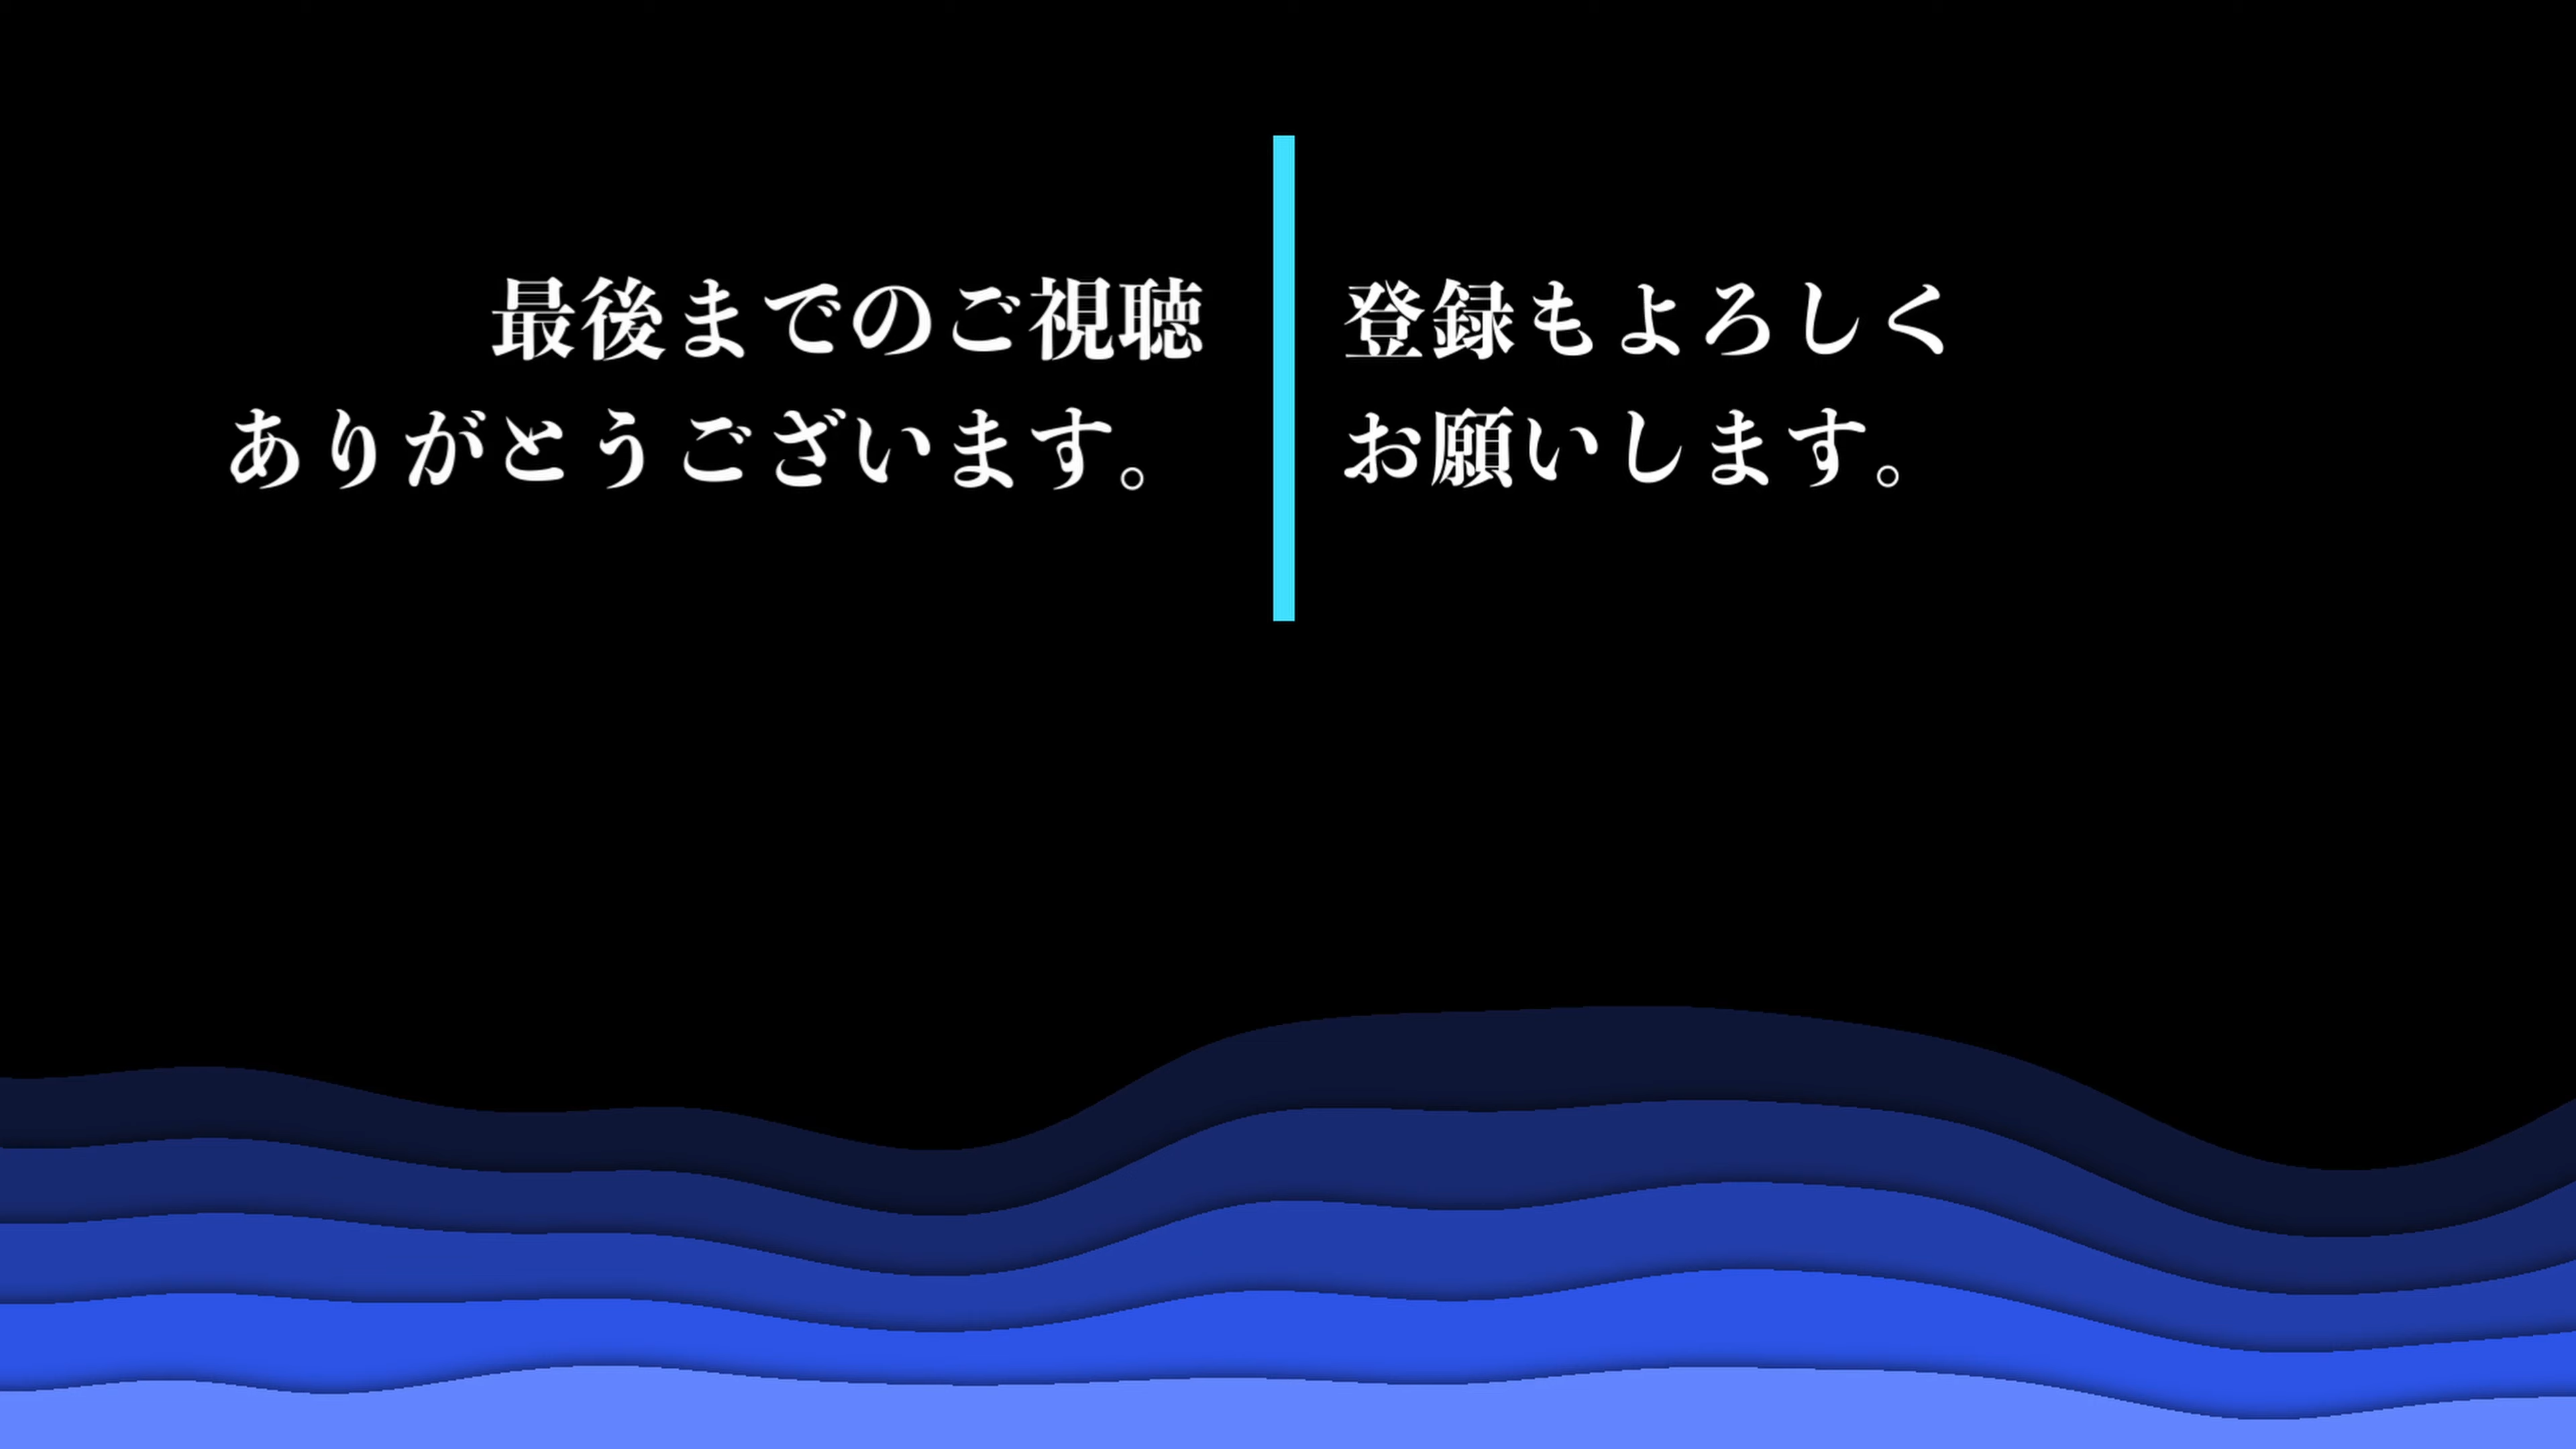 最後までのご視聴
ありがとうございます。
登録もよろしく
お願いします。